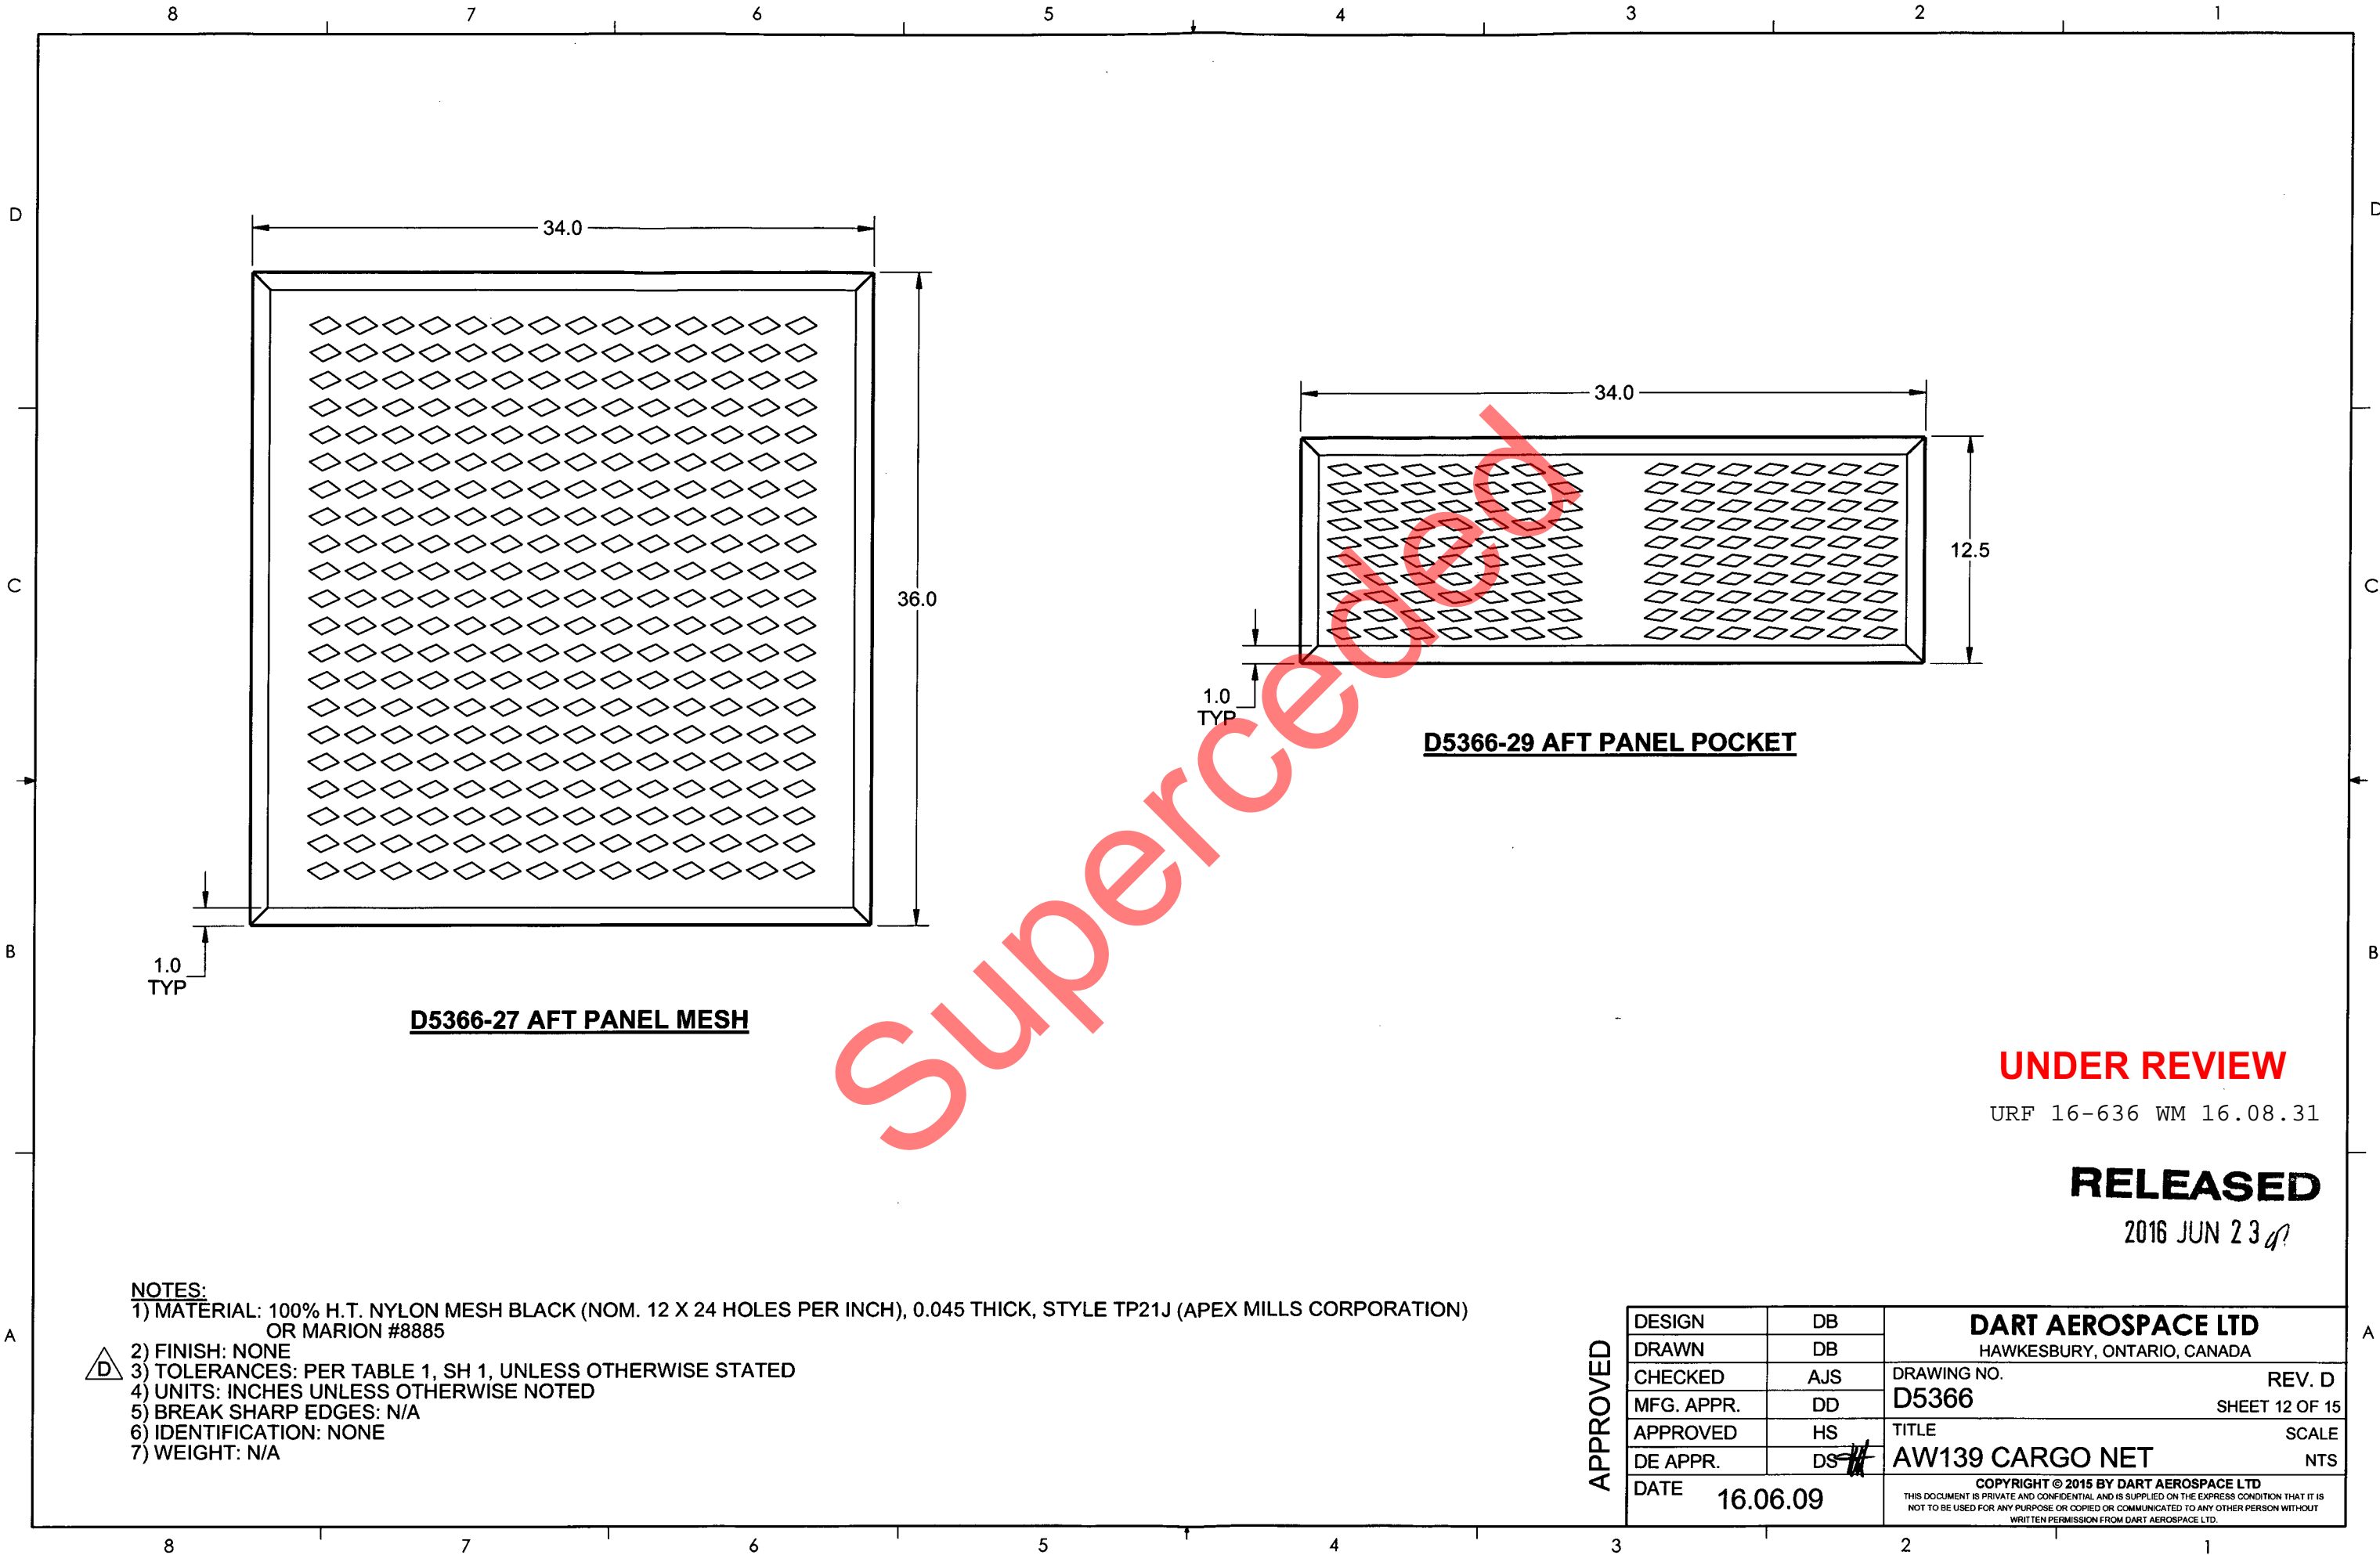 8 7 6 5 4 3 2 1
D
D
34.0
34.0
36.0
12.5
C
C
1.0
TYP
D5366-29 AFT PANEL POCKET
Superceded
B
B
1.0
TYP
D5366-27 AFT PANEL MESH
UNDER REVIEW
URF 16-636 WM 16.08.31
RELEASED
2016 JUN 23
NOTES:
1) MATERIAL: 100% H.T. NYLON MESH BLACK (NOM. 12 X 24 HOLES PER INCH), 0.045 THICK, STYLE TP21J (APEX MILLS CORPORATION)
OR MARION #8885
2) FINISH: NONE
D 3) TOLERANCES: PER TABLE 1, SH 1, UNLESS OTHERWISE STATED
4) UNITS: INCHES UNLESS OTHERWISE NOTED
5) BREAK SHARP EDGES: N/A
6) IDENTIFICATION: NONE
7) WEIGHT: N/A
A
A
APPROVED
DESIGN DB
DRAWN DB
CHECKED AJS
MFG. APPR. DD
APPROVED HS
DE APPR. DS
DATE 16.06.09
DART AEROSPACE LTD
HAWKESBURY, ONTARIO, CANADA
DRAWING NO. REV. D
D5366 SHEET 12 OF 15
TITLE SCALE
AW139 CARGO NET NTS
COPYRIGHT © 2015 BY DART AEROSPACE LTD
THIS DOCUMENT IS PRIVATE AND CONFIDENTIAL AND IS SUPPLIED ON THE EXPRESS CONDITION THAT IT IS
NOT TO BE USED FOR ANY PURPOSE OR COPIED OR COMMUNICATED TO ANY OTHER PERSON WITHOUT
WRITTEN PERMISSION FROM DART AEROSPACE LTD.
8 7 6 5 4 3 2 1